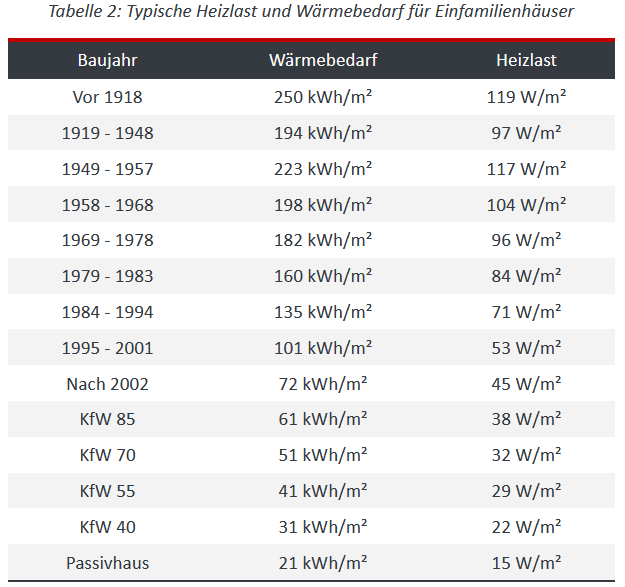 Tabelle 2: Typische Heizlast und Wärmebedarf für Einfamilienhäuser
Baujahr Wärmebedarf Heizlast
Vor 1918 250 kWh/m² 119 W/m²
1919 - 1948 194 kWh/m² 97 W/m²
1949 - 1957 223 kWh/m² 117 W/m²
1958 - 1968 198 kWh/m² 104 W/m²
1969 - 1978 182 kWh/m² 96 W/m²
1979 - 1983 160 kWh/m² 84 W/m²
1984 - 1994 135 kWh/m² 71 W/m²
1995 - 2001 101 kWh/m² 53 W/m²
Nach 2002 72 kWh/m² 45 W/m²
KfW 85 61 kWh/m² 38 W/m²
KfW 70 51 kWh/m² 32 W/m²
KfW 55 41 kWh/m² 29 W/m²
KfW 40 31 kWh/m² 22 W/m²
Passivhaus 21 kWh/m² 15 W/m²